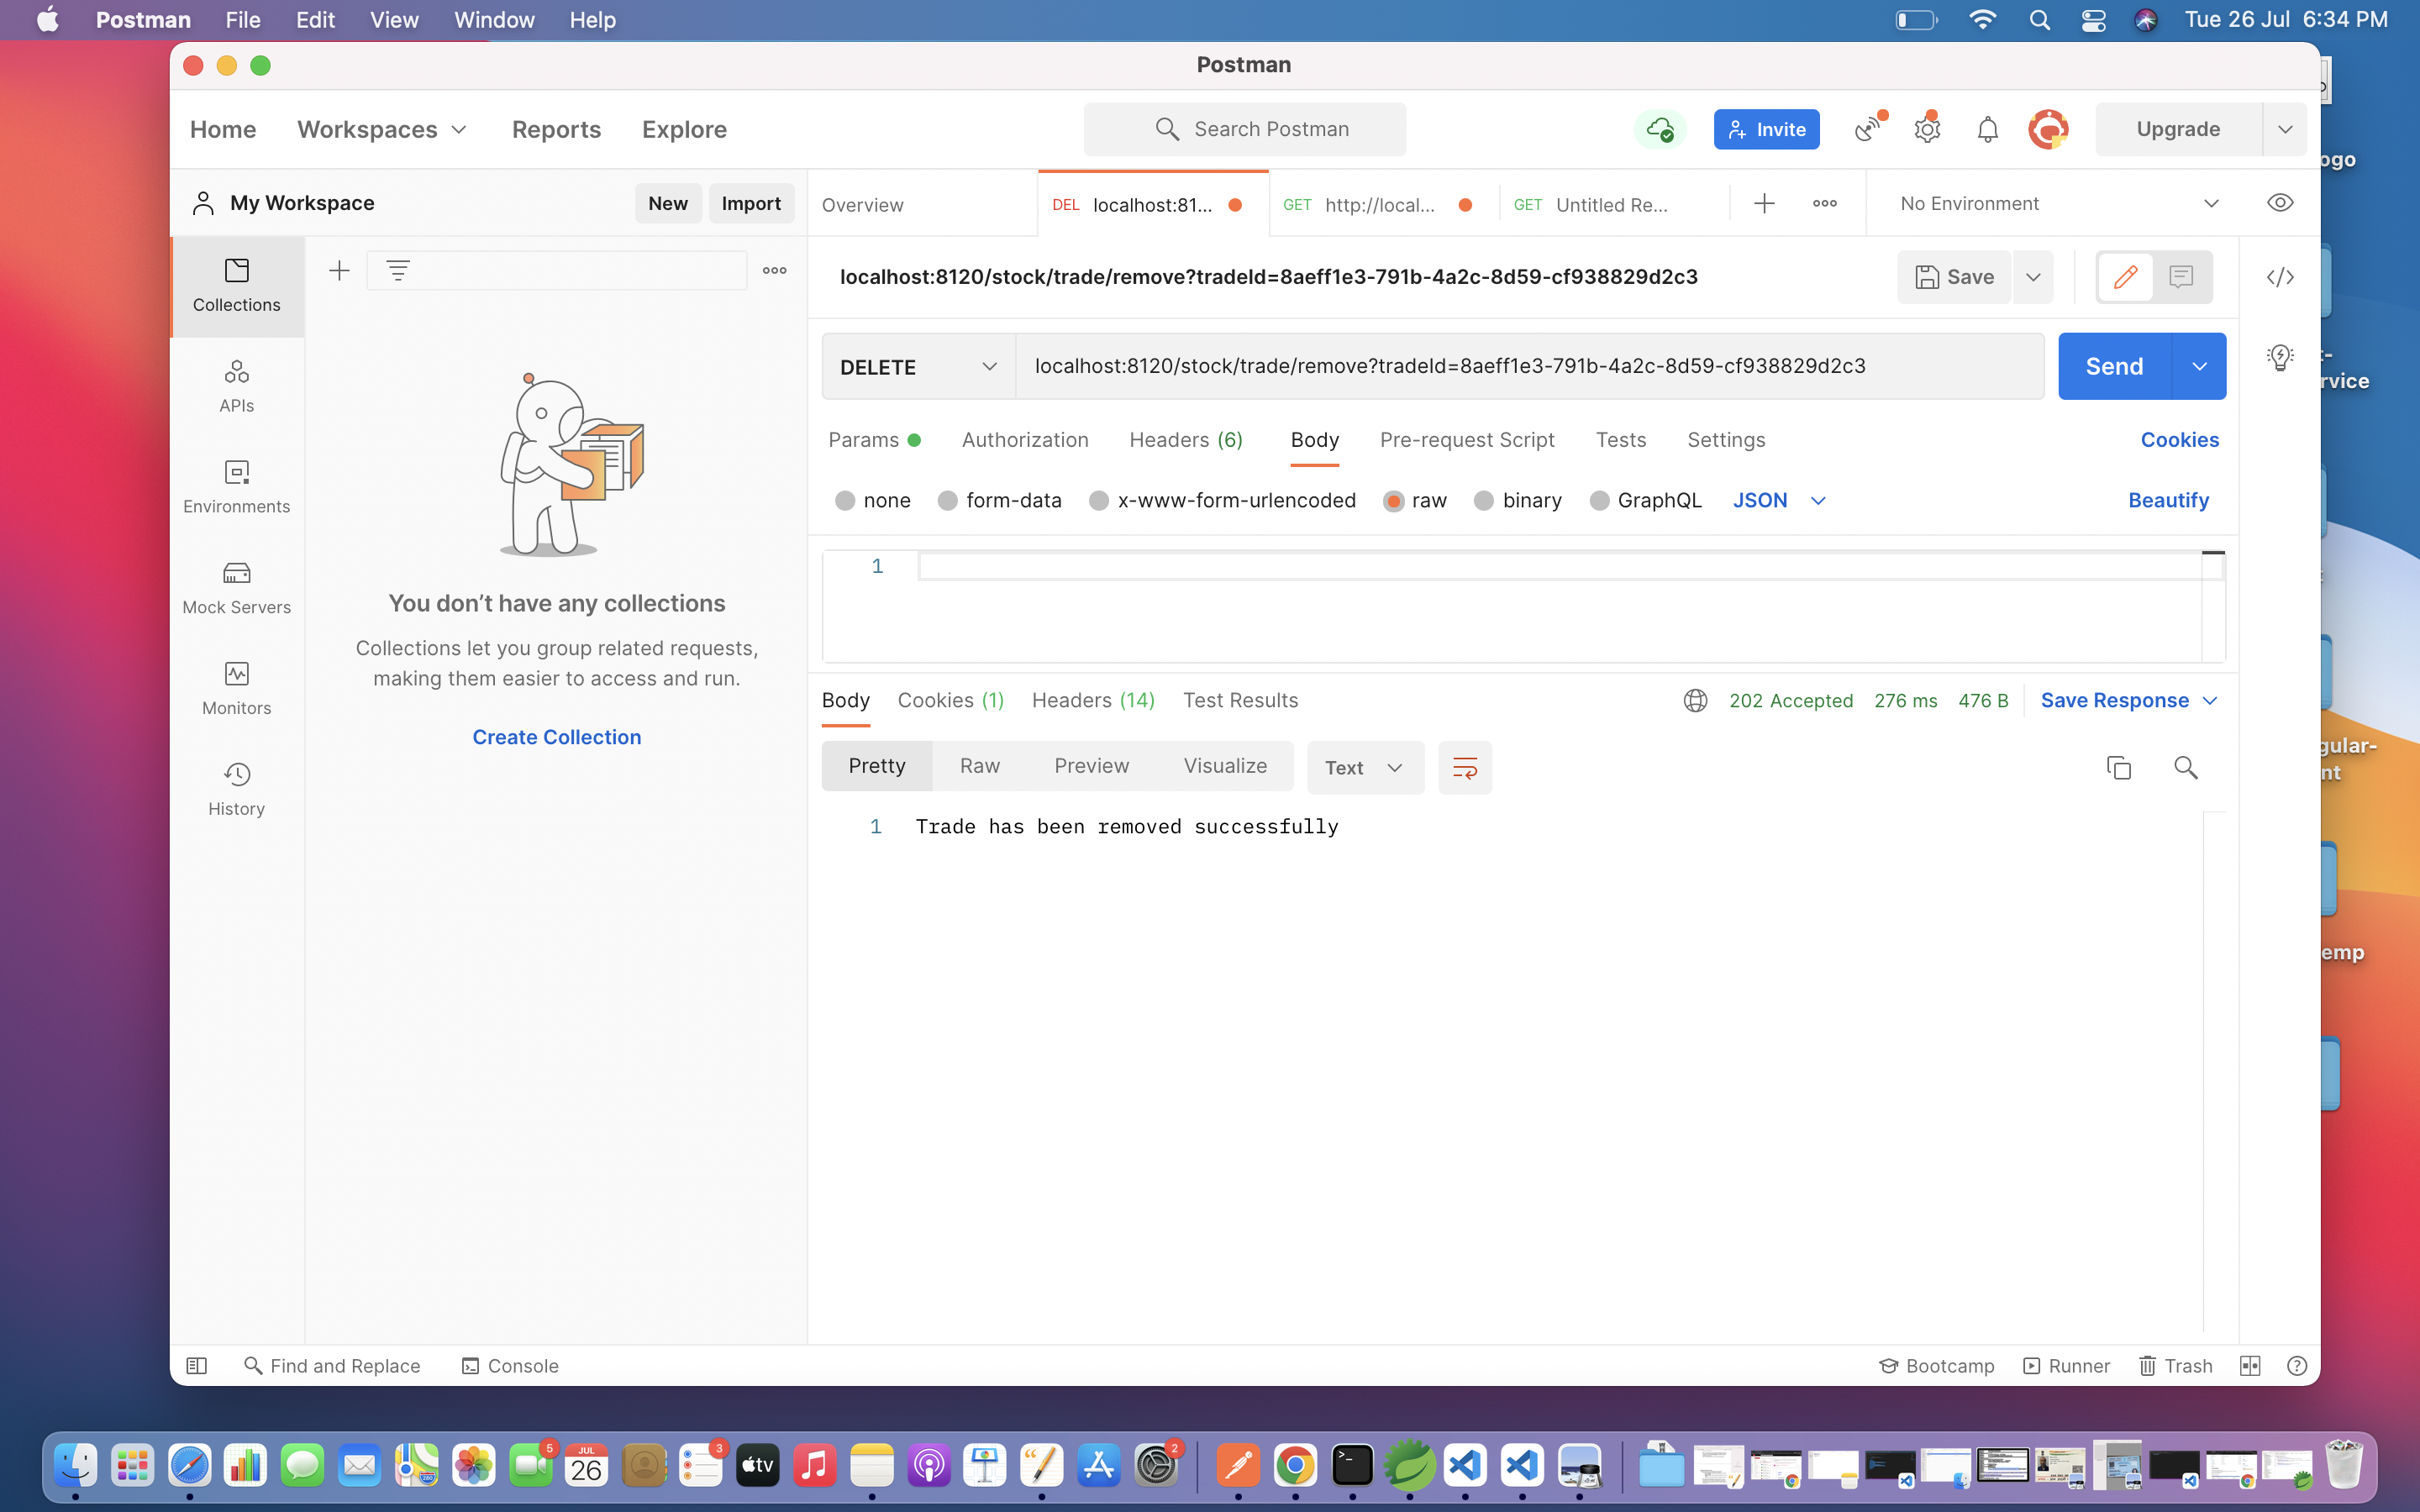 Postman File Edit View Window Help Tue 26 Jul 6:34 PM
Postman
Home Workspaces Reports Explore Search Postman Invite Upgrade
My Workspace New Import Overview DEL localhost:81... GET http://local... GET Untitled Re... No Environment
Collections
APIs
Environments
Mock Servers
Monitors
History
You don’t have any collections
Collections let you group related requests,
making them easier to access and run.
Create Collection
localhost:8120/stock/trade/remove?tradeId=8aeff1e3-791b-4a2c-8d59-cf938829d2c3 Save
DELETE localhost:8120/stock/trade/remove?tradeId=8aeff1e3-791b-4a2c-8d59-cf938829d2c3 Send
Params Authorization Headers (6) Body Pre-request Script Tests Settings Cookies
none form-data x-www-form-urlencoded raw binary GraphQL JSON Beautify
1
Body Cookies (1) Headers (14) Test Results 202 Accepted 276 ms 476 B Save Response
Pretty Raw Preview Visualize Text
1 Trade has been removed successfully
Find and Replace Console Bootcamp Runner Trash
ogo
t-
rvice
gular-
nt
emp
5 JUL 26 3 tv 2